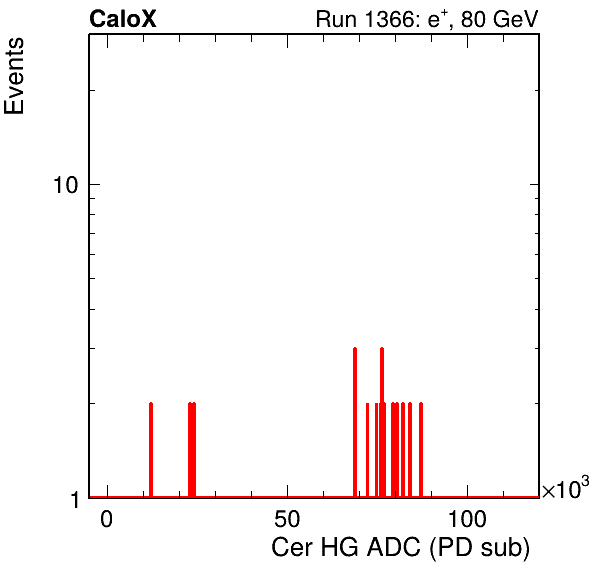 CaloX Run 1366: e⁺, 80 GeV
Events
10
1
0 50 100 ×10³
Cer HG ADC (PD sub)